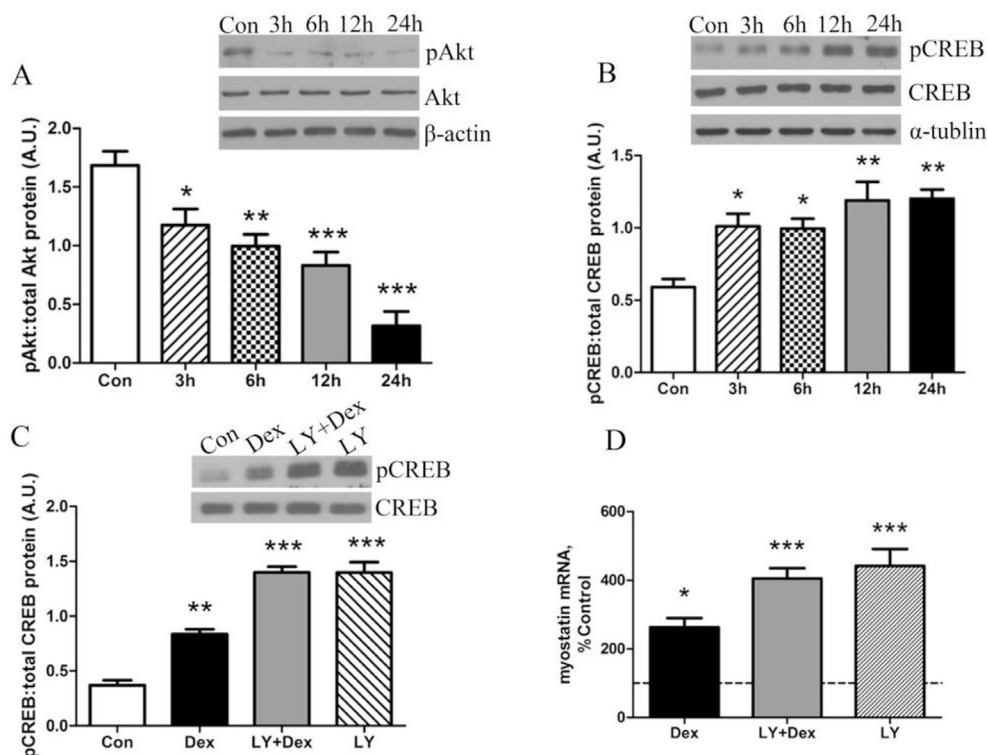 A
Con 3h 6h 12h 24h
pAkt
Akt
β-actin
pAkt:total Akt protein (A.U.)
2.0
1.5
1.0
0.5
0.0
*
**
***
***
Con 3h 6h 12h 24h
B
Con 3h 6h 12h 24h
pCREB
CREB
α-tublin
pCREB:total CREB protein (A.U.)
1.5
1.0
0.5
0.0
*
*
**
**
Con 3h 6h 12h 24h
C
Con Dex LY+Dex LY
pCREB
CREB
pCREB:total CREB protein (A.U.)
2.0
1.5
1.0
0.5
0.0
**
***
***
Con Dex LY+Dex LY
D
myostatin mRNA,
% Control
600
400
200
0
*
***
***
Dex LY+Dex LY